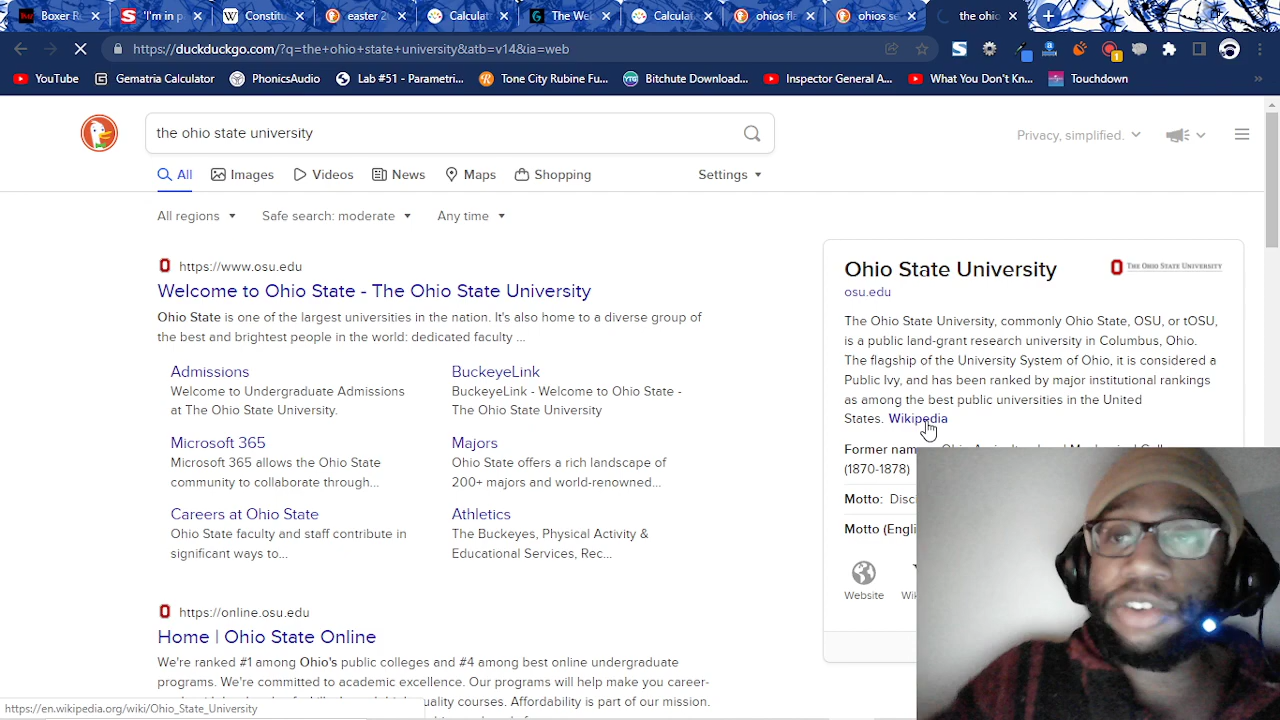 Boxer Re
'I'm in p
Constitu
easter 2
Calculat
The Web
Calculate
ohios fla
ohios se
the ohio
https://duckduckgo.com/?q=the+ohio+state+university&atb=v14&ia=web
1
YouTube
Gematria Calculator
PhonicsAudio
Lab #51 - Parametri...
Tone City Rubine Fu...
Bitchute Download...
Inspector General A...
What You Don't Kn...
Touchdown
the ohio state university
Privacy, simplified.
All
Images
Videos
News
Maps
Shopping
Settings
All regions
Safe search: moderate
Any time
https://www.osu.edu
Welcome to Ohio State - The Ohio State University
Ohio State is one of the largest universities in the nation. It's also home to a diverse group of
the best and brightest people in the world: dedicated faculty ...
Admissions
Welcome to Undergraduate Admissions
at The Ohio State University.
BuckeyeLink
BuckeyeLink - Welcome to Ohio State -
The Ohio State University
Microsoft 365
Microsoft 365 allows the Ohio State
community to collaborate through...
Majors
Ohio State offers a rich landscape of
200+ majors and world-renowned...
Careers at Ohio State
Ohio State faculty and staff contribute in
significant ways to...
Athletics
The Buckeyes, Physical Activity &
Educational Services, Rec...
https://online.osu.edu
Home | Ohio State Online
We're ranked #1 among Ohio's public colleges and #4 among best online undergraduate
programs. We're committed to academic excellence. Our programs will help make you career-
quality courses. Affordability is part of our mission.
https://en.wikipedia.org/wiki/Ohio_State_University
Ohio State University
THE OHIO STATE UNIVERSITY
osu.edu
The Ohio State University, commonly Ohio State, OSU, or tOSU,
is a public land-grant research university in Columbus, Ohio.
The flagship of the University System of Ohio, it is considered a
Public Ivy, and has been ranked by major institutional rankings
as among the best public universities in the United
States. Wikipedia
Former nam
(1870-1878)
Motto: Disci
Motto (Engli
Website
Wik